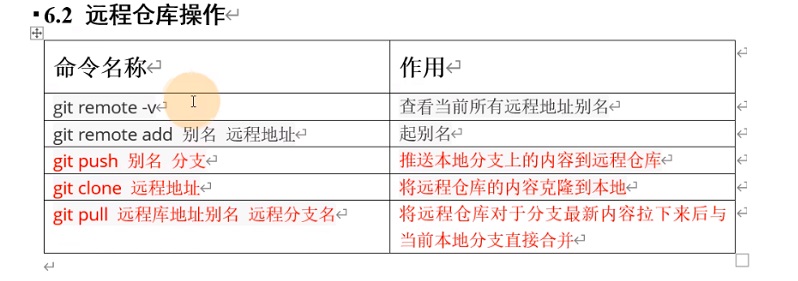 6.2 远程仓库操作
命令名称 作用
git remote -v 查看当前所有远程地址别名
git remote add 别名 远程地址 起别名
git push 别名 分支 推送本地分支上的内容到远程仓库
git clone 远程地址 将远程仓库的内容克隆到本地
git pull 远程库地址别名 远程分支名 将远程仓库对于分支最新内容拉下来后与
当前本地分支直接合并